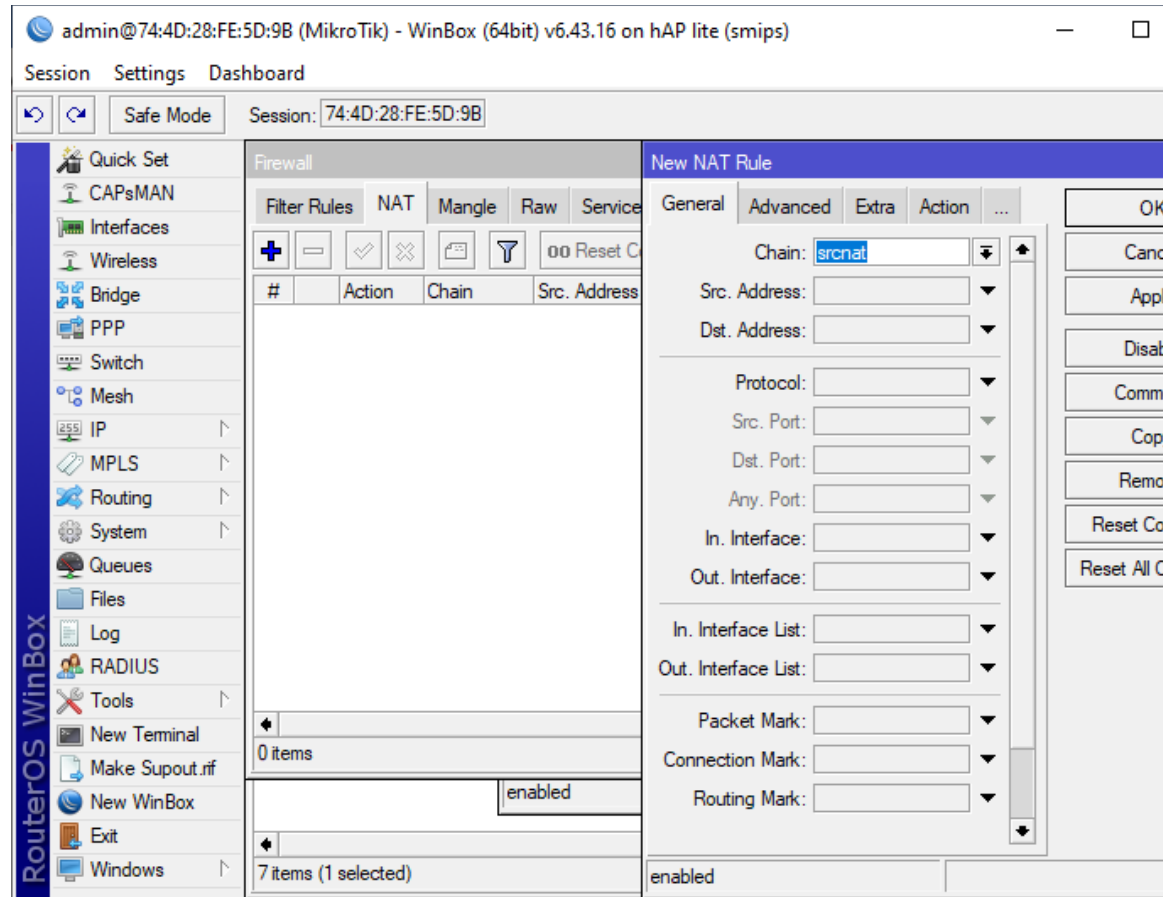 admin@74:4D:28:FE:5D:9B (MikroTik) - WinBox (64bit) v6.43.16 on hAP lite (smips)
Session Settings Dashboard
Safe Mode Session: 74:4D:28:FE:5D:9B
RouterOS WinBox
Quick Set
CAPsMAN
Interfaces
Wireless
Bridge
PPP
Switch
Mesh
255 IP
MPLS
Routing
System
Queues
Files
Log
RADIUS
Tools
New Terminal
Make Supout.rif
New WinBox
Exit
Windows
Firewall
Filter Rules NAT Mangle Raw Service
00 Reset Co
# Action Chain Src. Address
0 items
enabled
7 items (1 selected)
New NAT Rule
General Advanced Extra Action ...
Chain: srcnat
Src. Address:
Dst. Address:
Protocol:
Src. Port:
Dst. Port:
Any. Port:
In. Interface:
Out. Interface:
In. Interface List:
Out. Interface List:
Packet Mark:
Connection Mark:
Routing Mark:
enabled
OK
Canc
Appl
Disab
Comm
Cop
Remo
Reset Co
Reset All C